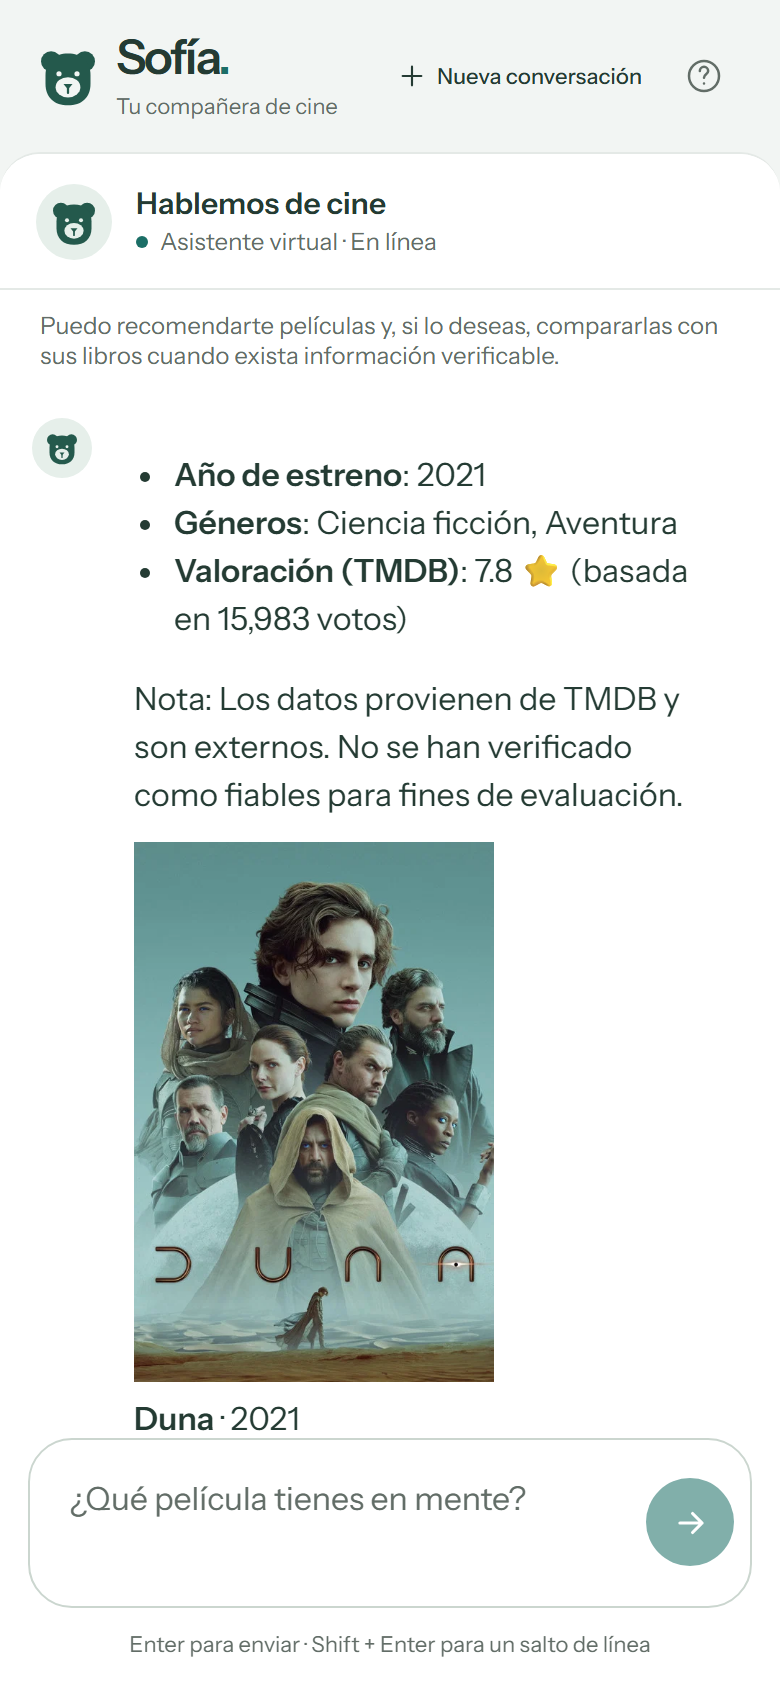 Sofía.
Tu compañera de cine
Nueva conversación
Hablemos de cine
Asistente virtual · En línea
Puedo recomendarte películas y, si lo deseas, compararlas con
sus libros cuando exista información verificable.
Año de estreno: 2021
Géneros: Ciencia ficción, Aventura
Valoración (TMDB): 7.8 ⭐ (basada
en 15,983 votos)
Nota: Los datos provienen de TMDB y
son externos. No se han verificado
como fiables para fines de evaluación.
DUNA
Duna · 2021
¿Qué película tienes en mente?
Enter para enviar · Shift + Enter para un salto de línea